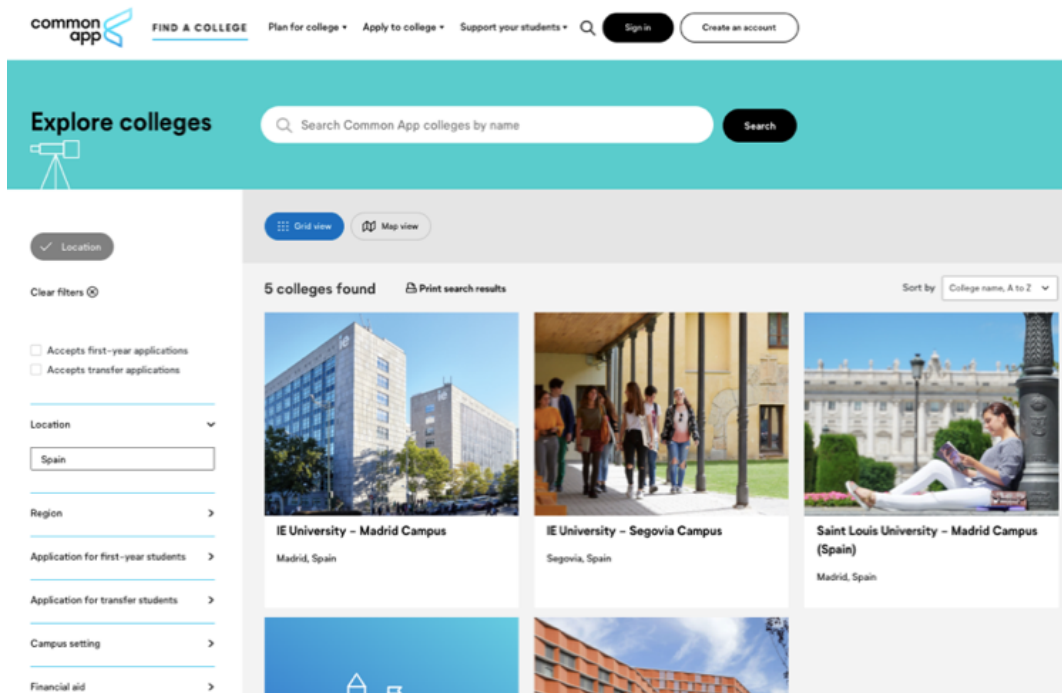 common app
FIND A COLLEGE
Plan for college
Apply to college
Support your students
Sign in
Create an account
Explore colleges
Search Common App colleges by name
Search
Location
Grid view
Map view
Clear filters
5 colleges found
Print search results
Sort by
College name, A to Z
Accepts first-year applications
Accepts transfer applications
Location
Spain
Region
Application for first-year students
Application for transfer students
Campus setting
Financial aid
ie
ie
IE University – Madrid Campus
Madrid, Spain
IE University – Segovia Campus
Segovia, Spain
Saint Louis University – Madrid Campus
(Spain)
Madrid, Spain